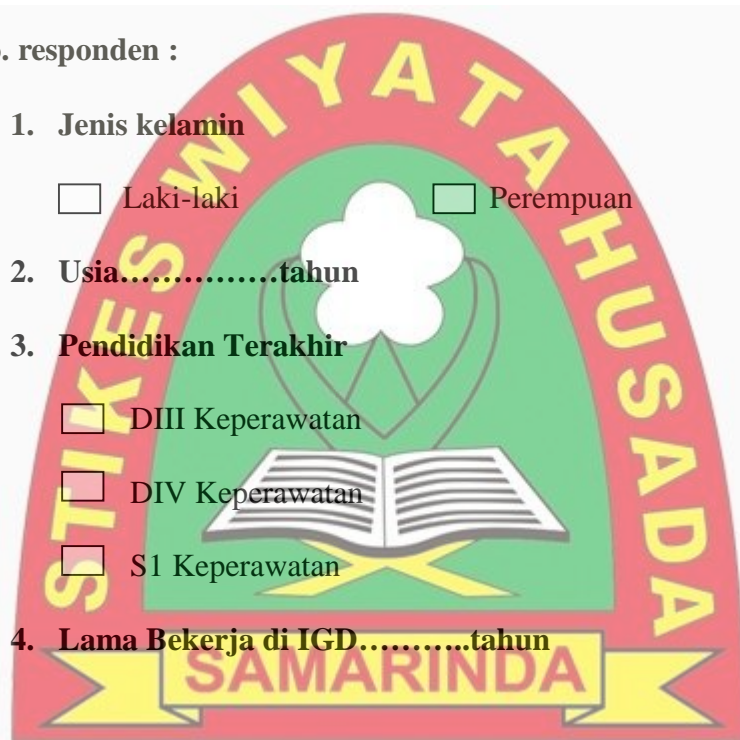 . responden :
1. Jenis kelamin
Laki-laki Perempuan
2. Usia……………tahun
3. Pendidikan Terakhir
DIII Keperawatan
DIV Keperawatan
S1 Keperawatan
4. Lama Bekerja di IGD………..tahun
STIKES WIYATA HUSADA
SAMARINDA